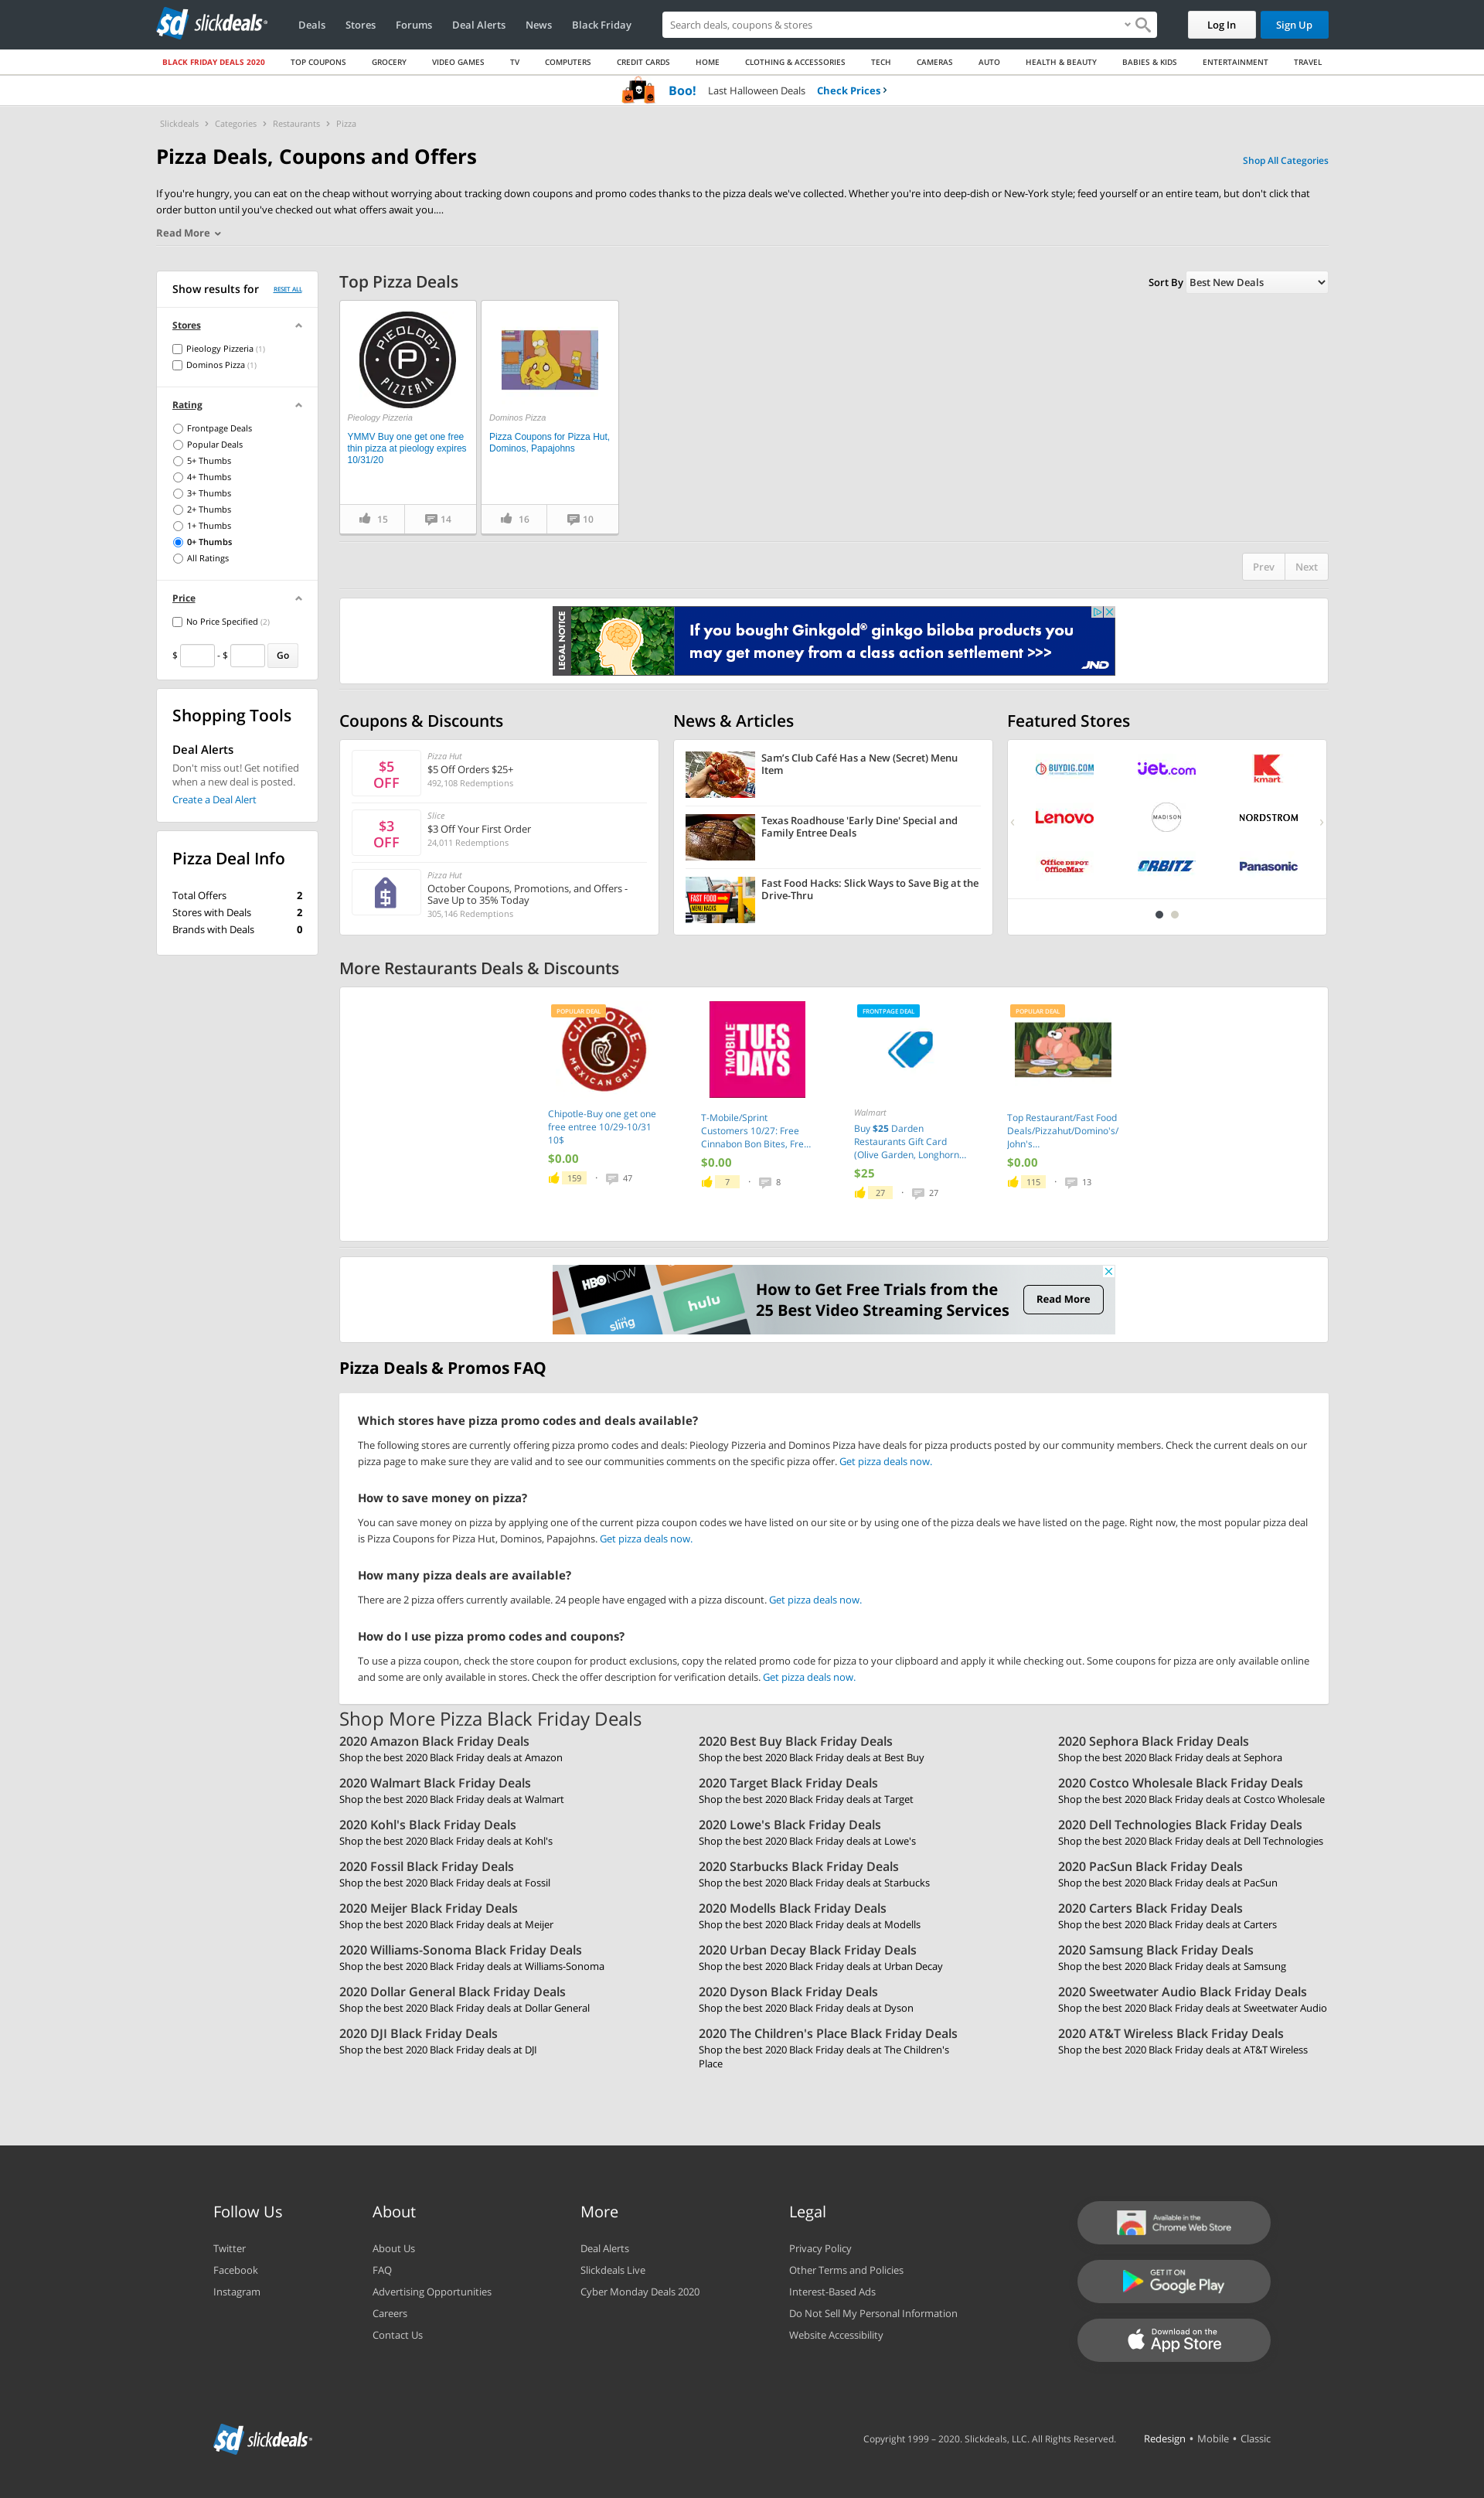 sd slickdeals
Deals Stores Forums Deal Alerts News Black Friday
Search deals, coupons & stores
Log In
Sign Up
BLACK FRIDAY DEALS 2020 TOP COUPONS GROCERY VIDEO GAMES TV COMPUTERS CREDIT CARDS HOME CLOTHING & ACCESSORIES TECH CAMERAS AUTO HEALTH & BEAUTY BABIES & KIDS ENTERTAINMENT TRAVEL
Boo! Last Halloween Deals Check Prices ›
Slickdeals › Categories › Restaurants › Pizza
Pizza Deals, Coupons and Offers
Shop All Categories
If you're hungry, you can eat on the cheap without worrying about tracking down coupons and promo codes thanks to the pizza deals we've collected. Whether you're into deep-dish or New-York style; feed yourself or an entire team, but don't click that
order button until you've checked out what offers await you....
Read More
Show results for RESET ALL
Stores
Pieology Pizzeria (1)
Dominos Pizza (1)
Rating
Frontpage Deals
Popular Deals
5+ Thumbs
4+ Thumbs
3+ Thumbs
2+ Thumbs
1+ Thumbs
0+ Thumbs
All Ratings
Price
No Price Specified (2)
$ - $ Go
Shopping Tools
Deal Alerts
Don't miss out! Get notified
when a new deal is posted.
Create a Deal Alert
Pizza Deal Info
Total Offers 2
Stores with Deals 2
Brands with Deals 0
Top Pizza Deals
Sort By Best New Deals
PIEOLOGY
P
PIZZERIA
Pieology Pizzeria
YMMV Buy one get one free
thin pizza at pieology expires
10/31/20
15 14
Dominos Pizza
Pizza Coupons for Pizza Hut,
Dominos, Papajohns
16 10
Prev Next
LEGAL NOTICE
If you bought Ginkgold® ginkgo biloba products you
may get money from a class action settlement >>>
JND
Coupons & Discounts
$5
OFF
Pizza Hut
$5 Off Orders $25+
492,108 Redemptions
$3
OFF
Slice
$3 Off Your First Order
24,011 Redemptions
$
Pizza Hut
October Coupons, Promotions, and Offers -
Save Up to 35% Today
305,146 Redemptions
News & Articles
Sam's Club Café Has a New (Secret) Menu
Item
Texas Roadhouse 'Early Dine' Special and
Family Entree Deals
FAST FOOD
MENU HACKS
Fast Food Hacks: Slick Ways to Save Big at the
Drive-Thru
Featured Stores
BUYDIG.COM
jet.com
K
kmart
Lenovo
MADISON
NORDSTROM
Office DEPOT
OfficeMax
ORBITZ
Panasonic
More Restaurants Deals & Discounts
POPULAR DEAL
CHIPOTLE
MEXICAN GRILL
Chipotle-Buy one get one
free entree 10/29-10/31
10$
$0.00
159 · 47
T-MOBILE
TUES
DAYS
T-Mobile/Sprint
Customers 10/27: Free
Cinnabon Bon Bites, Fre...
$0.00
7 · 8
FRONTPAGE DEAL
Walmart
Buy $25 Darden
Restaurants Gift Card
(Olive Garden, Longhorn...
$25
27 · 27
POPULAR DEAL
Top Restaurant/Fast Food
Deals/Pizzahut/Domino's/
John's...
$0.00
115 · 13
HBO NOW
sling
hulu
How to Get Free Trials from the
25 Best Video Streaming Services
Read More
Pizza Deals & Promos FAQ
Which stores have pizza promo codes and deals available?
The following stores are currently offering pizza promo codes and deals: Pieology Pizzeria and Dominos Pizza have deals for pizza products posted by our community members. Check the current deals on our
pizza page to make sure they are valid and to see our communities comments on the specific pizza offer. Get pizza deals now.
How to save money on pizza?
You can save money on pizza by applying one of the current pizza coupon codes we have listed on our site or by using one of the pizza deals we have listed on the page. Right now, the most popular pizza deal
is Pizza Coupons for Pizza Hut, Dominos, Papajohns. Get pizza deals now.
How many pizza deals are available?
There are 2 pizza offers currently available. 24 people have engaged with a pizza discount. Get pizza deals now.
How do I use pizza promo codes and coupons?
To use a pizza coupon, check the store coupon for product exclusions, copy the related promo code for pizza to your clipboard and apply it while checking out. Some coupons for pizza are only available online
and some are only available in stores. Check the offer description for verification details. Get pizza deals now.
Shop More Pizza Black Friday Deals
2020 Amazon Black Friday Deals
Shop the best 2020 Black Friday deals at Amazon
2020 Best Buy Black Friday Deals
Shop the best 2020 Black Friday deals at Best Buy
2020 Sephora Black Friday Deals
Shop the best 2020 Black Friday deals at Sephora
2020 Walmart Black Friday Deals
Shop the best 2020 Black Friday deals at Walmart
2020 Target Black Friday Deals
Shop the best 2020 Black Friday deals at Target
2020 Costco Wholesale Black Friday Deals
Shop the best 2020 Black Friday deals at Costco Wholesale
2020 Kohl's Black Friday Deals
Shop the best 2020 Black Friday deals at Kohl's
2020 Lowe's Black Friday Deals
Shop the best 2020 Black Friday deals at Lowe's
2020 Dell Technologies Black Friday Deals
Shop the best 2020 Black Friday deals at Dell Technologies
2020 Fossil Black Friday Deals
Shop the best 2020 Black Friday deals at Fossil
2020 Starbucks Black Friday Deals
Shop the best 2020 Black Friday deals at Starbucks
2020 PacSun Black Friday Deals
Shop the best 2020 Black Friday deals at PacSun
2020 Meijer Black Friday Deals
Shop the best 2020 Black Friday deals at Meijer
2020 Modells Black Friday Deals
Shop the best 2020 Black Friday deals at Modells
2020 Carters Black Friday Deals
Shop the best 2020 Black Friday deals at Carters
2020 Williams-Sonoma Black Friday Deals
Shop the best 2020 Black Friday deals at Williams-Sonoma
2020 Urban Decay Black Friday Deals
Shop the best 2020 Black Friday deals at Urban Decay
2020 Samsung Black Friday Deals
Shop the best 2020 Black Friday deals at Samsung
2020 Dollar General Black Friday Deals
Shop the best 2020 Black Friday deals at Dollar General
2020 Dyson Black Friday Deals
Shop the best 2020 Black Friday deals at Dyson
2020 Sweetwater Audio Black Friday Deals
Shop the best 2020 Black Friday deals at Sweetwater Audio
2020 DJI Black Friday Deals
Shop the best 2020 Black Friday deals at DJI
2020 The Children's Place Black Friday Deals
Shop the best 2020 Black Friday deals at The Children's
Place
2020 AT&T Wireless Black Friday Deals
Shop the best 2020 Black Friday deals at AT&T Wireless
Follow Us
Twitter
Facebook
Instagram
About
About Us
FAQ
Advertising Opportunities
Careers
Contact Us
More
Deal Alerts
Slickdeals Live
Cyber Monday Deals 2020
Legal
Privacy Policy
Other Terms and Policies
Interest-Based Ads
Do Not Sell My Personal Information
Website Accessibility
Available in the
Chrome Web Store
GET IT ON
Google Play
Download on the
App Store
sd slickdeals
Copyright 1999 – 2020. Slickdeals, LLC. All Rights Reserved.
Redesign • Mobile • Classic